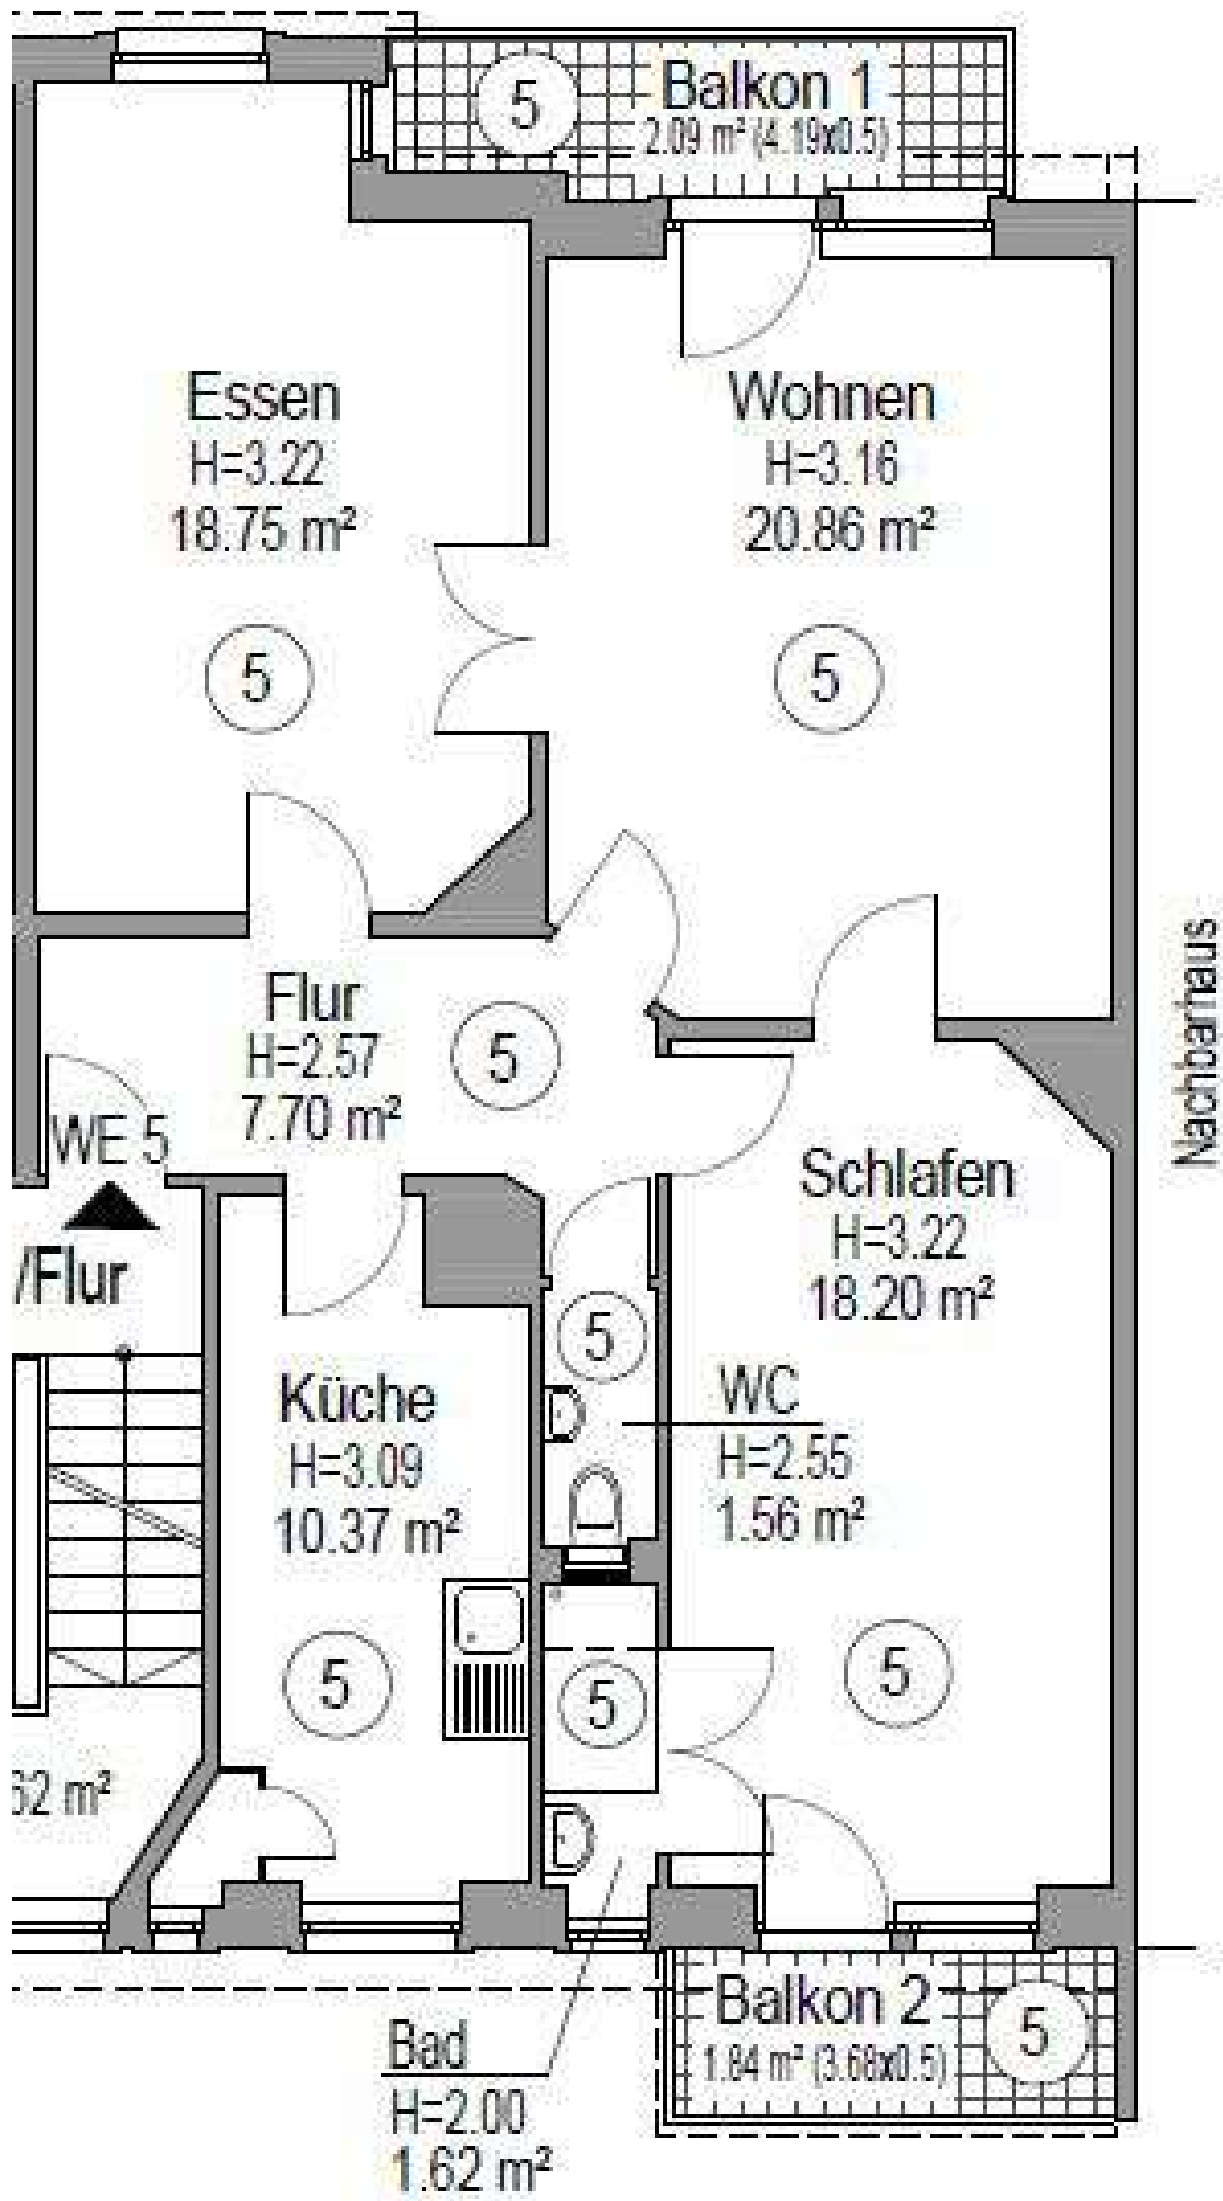 5
Balkon 1
2.09 m² (4.19x0.5)
Essen
H=3.22
18.75 m²
5
Wohnen
H=3.16
20.86 m²
5
Nachbarhaus
Flur
H=2.57
7.70 m²
5
WE 5
/Flur
Schlafen
H=3.22
18.20 m²
5
Küche
H=3.09
10.37 m²
5
5
WC
H=2.55
1.56 m²
5
62 m²
Balkon 2
1.84 m² (3.68x0.5)
5
Bad
H=2.00
1.62 m²